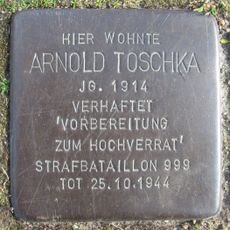 HIER WOHNTE
ARNOLD TOSCHKA
JG. 1914
VERHAFTET
'VORBEREITUNG
ZUM HOCHVERRAT'
STRAFBATAILLON 999
TOT 25.10.1944